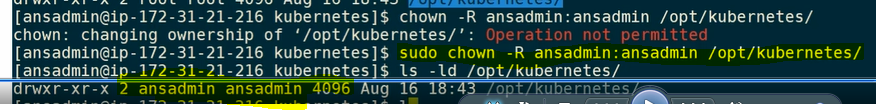 drwxr-xr-x 2 root root 4096 Aug 16 18:43 /opt/kubernetes/
[ansadmin@ip-172-31-21-216 kubernetes]$ chown -R ansadmin:ansadmin /opt/kubernetes/
chown: changing ownership of ‘/opt/kubernetes/’: Operation not permitted
[ansadmin@ip-172-31-21-216 kubernetes]$ sudo chown -R ansadmin:ansadmin /opt/kubernetes/
[ansadmin@ip-172-31-21-216 kubernetes]$ ls -ld /opt/kubernetes/
drwxr-xr-x 2 ansadmin ansadmin 4096 Aug 16 18:43 /opt/kubernetes/
[ansadmin@ip-172-31-21-216 kubernetes]$